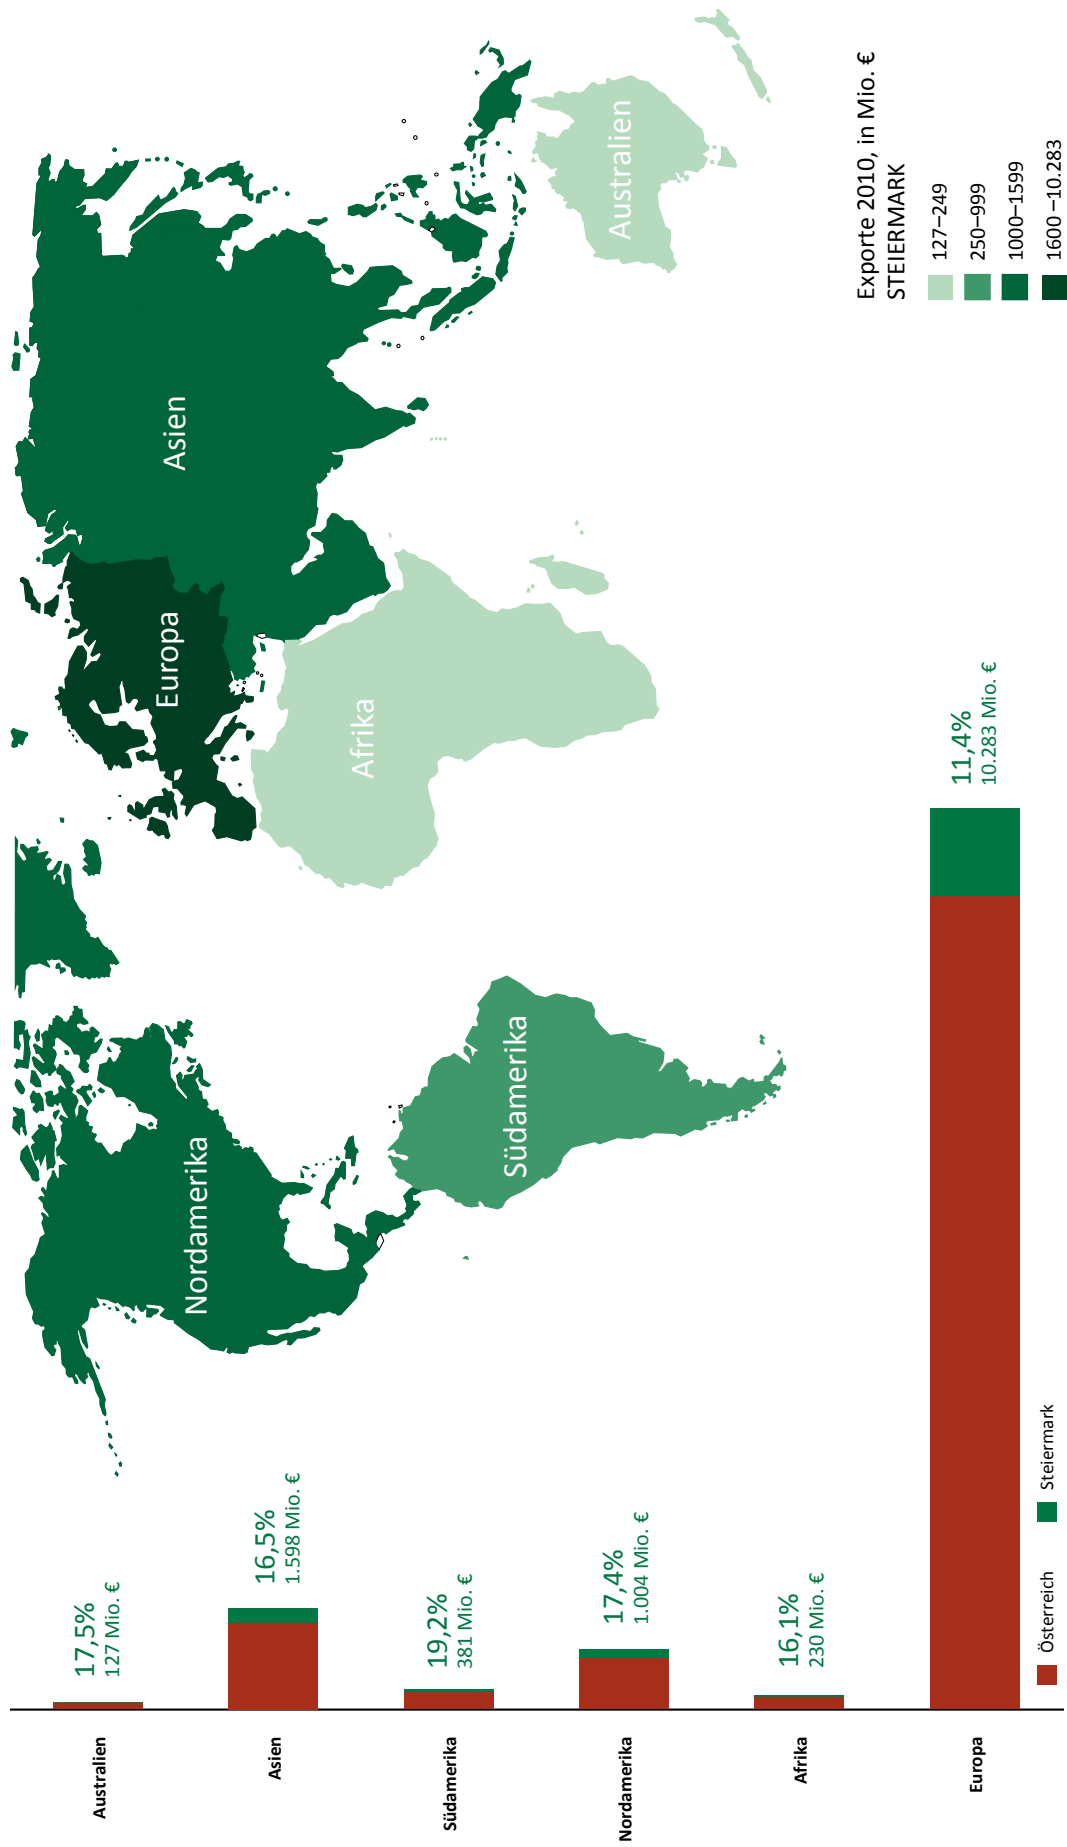 Nordamerika
Südamerika
Europa
Afrika
Asien
Australien
Exporte 2010, in Mio. €
STEIERMARK
127–249
250–999
1000–1599
1600–10.283
Australien
17,5%
127 Mio. €
Asien
16,5%
1.598 Mio. €
Südamerika
19,2%
381 Mio. €
Nordamerika
17,4%
1.004 Mio. €
Afrika
16,1%
230 Mio. €
Europa
11,4%
10.283 Mio. €
Österreich
Steiermark